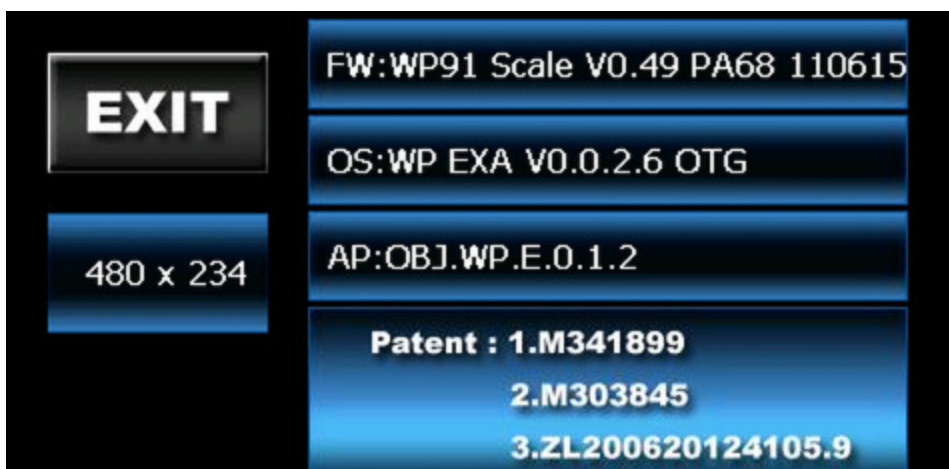 EXIT
480 x 234
FW:WP91 Scale V0.49 PA68 110615
OS:WP EXA V0.0.2.6 OTG
AP:OBJ.WP.E.0.1.2
Patent : 1.M341899
2.M303845
3.ZL200620124105.9